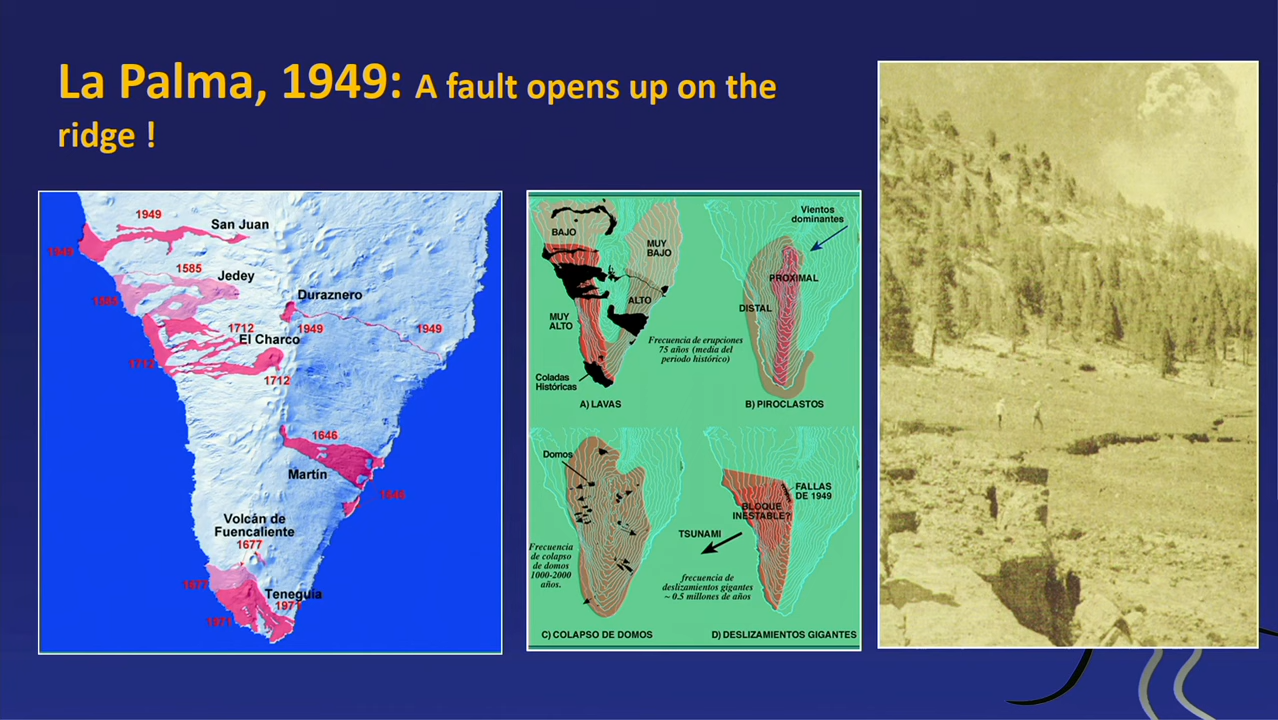 La Palma, 1949: A fault opens up on the
ridge !
1949
San Juan
1949
1585
Jedey
1585
Duraznero
1712
1949
1949
El Charco
1712
1712
1646
Martín
1646
Volcán de
Fuencaliente
1677
1677
Teneguía
1971
1971
BAJO
MUY
BAJO
ALTO
MUY
ALTO
Frecuencia de erupciones
75 años (media del
periodo histórico)
Coladas
Históricas
A) LAVAS
Vientos
dominantes
PROXIMAL
DISTAL
B) PIROCLASTOS
Domos
Frecuencia
de colapso
de domos
1000-2000
años.
C) COLAPSO DE DOMOS
FALLAS
DE 1949
BLOQUE
INESTABLE?
TSUNAMI
frecuencia de
deslizamientos gigantes
~ 0.5 millones de años
D) DESLIZAMIENTOS GIGANTES